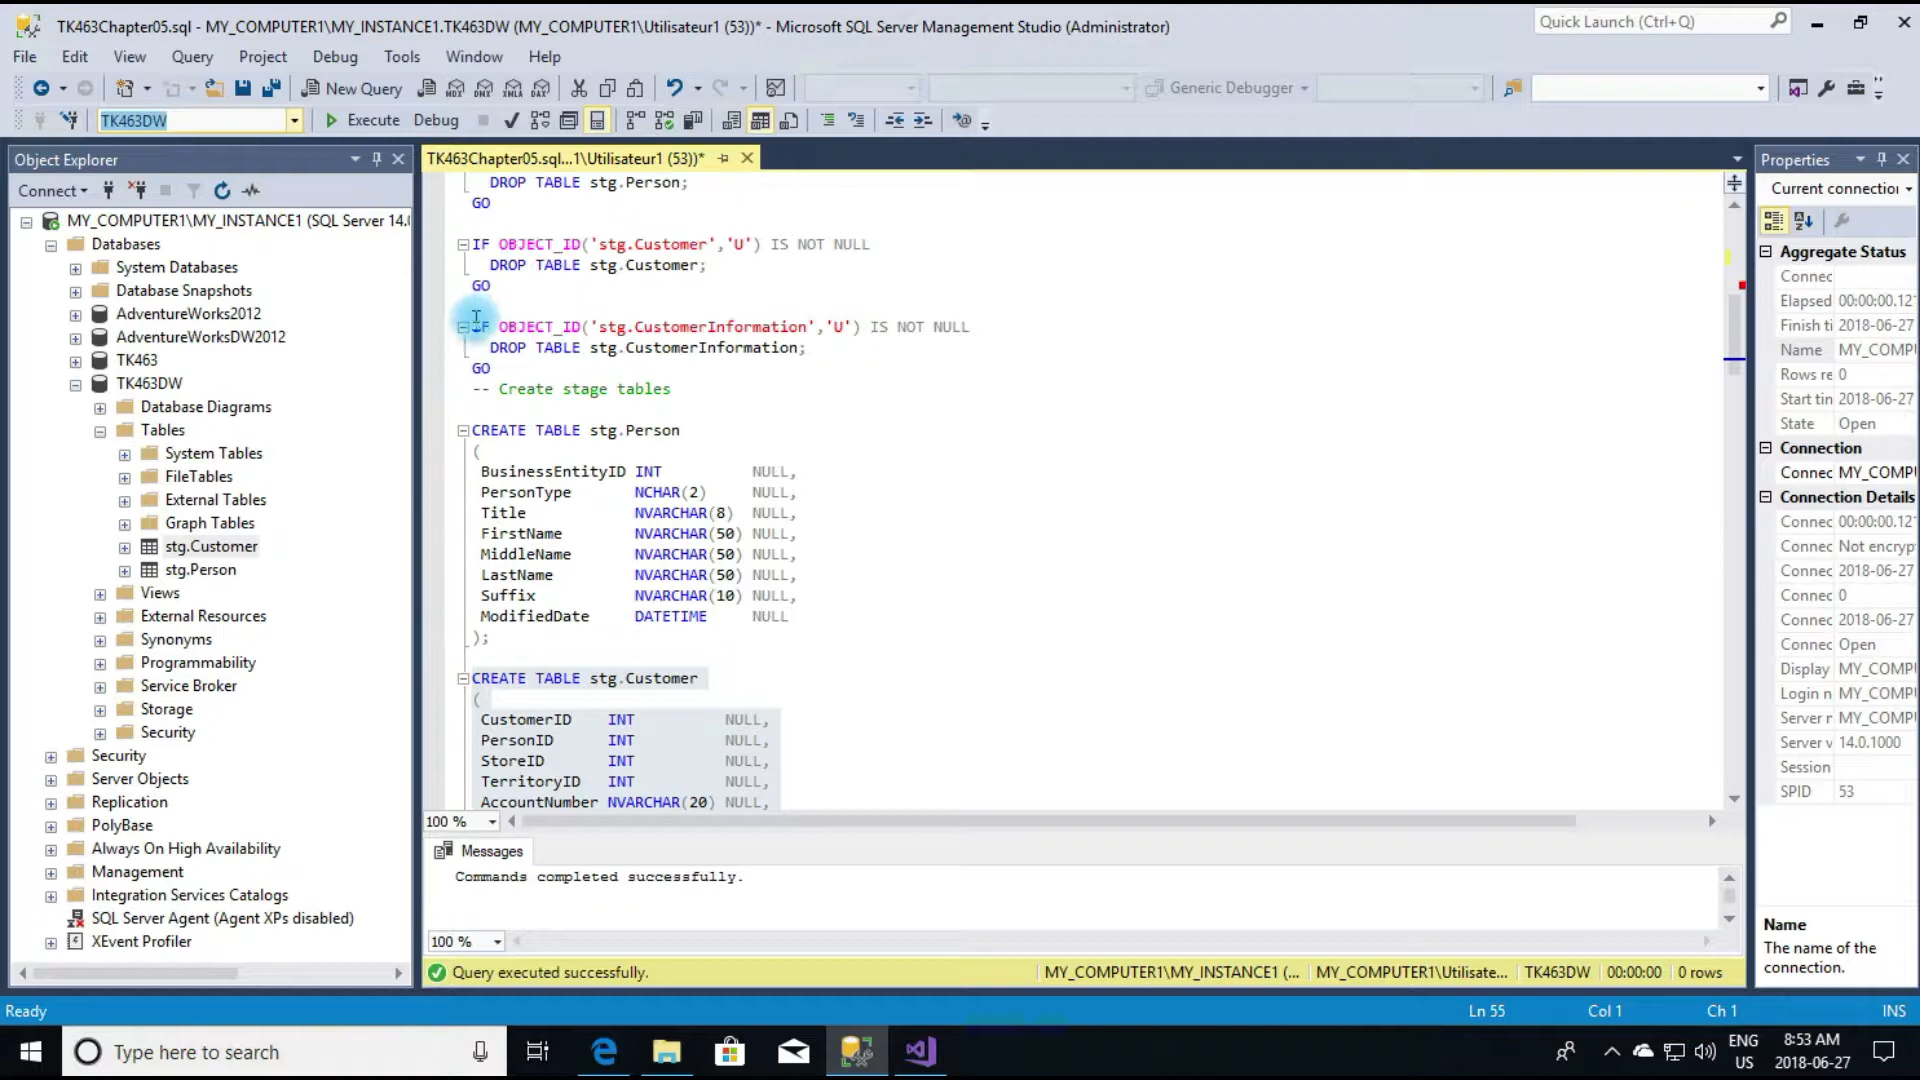 TK463Chapter05.sql - MY_COMPUTER1\MY_INSTANCE1.TK463DW (MY_COMPUTER1\Utilisateur1 (53))* - Microsoft SQL Server Management Studio (Administrator)
Quick Launch (Ctrl+Q)
File Edit View Query Project Debug Tools Window Help
New Query
MDX DMX XMLA DAX
Generic Debugger
TK463DW
Execute Debug
Object Explorer
Connect
MY_COMPUTER1\MY_INSTANCE1 (SQL Server 14.0
Databases
System Databases
Database Snapshots
AdventureWorks2012
AdventureWorksDW2012
TK463
TK463DW
Database Diagrams
Tables
System Tables
FileTables
External Tables
Graph Tables
stg.Customer
stg.Person
Views
External Resources
Synonyms
Programmability
Service Broker
Storage
Security
Security
Server Objects
Replication
PolyBase
Always On High Availability
Management
Integration Services Catalogs
SQL Server Agent (Agent XPs disabled)
XEvent Profiler
TK463Chapter05.sql...1\Utilisateur1 (53))*
DROP TABLE stg.Person;
GO
IF OBJECT_ID('stg.Customer','U') IS NOT NULL
DROP TABLE stg.Customer;
GO
IF OBJECT_ID('stg.CustomerInformation','U') IS NOT NULL
DROP TABLE stg.CustomerInformation;
GO
-- Create stage tables
CREATE TABLE stg.Person
(
BusinessEntityID INT NULL,
PersonType NCHAR(2) NULL,
Title NVARCHAR(8) NULL,
FirstName NVARCHAR(50) NULL,
MiddleName NVARCHAR(50) NULL,
LastName NVARCHAR(50) NULL,
Suffix NVARCHAR(10) NULL,
ModifiedDate DATETIME NULL
);
CREATE TABLE stg.Customer
(
CustomerID INT NULL,
PersonID INT NULL,
StoreID INT NULL,
TerritoryID INT NULL,
AccountNumber NVARCHAR(20) NULL,
100 %
Messages
Commands completed successfully.
100 %
Query executed successfully.
MY_COMPUTER1\MY_INSTANCE1 (... MY_COMPUTER1\Utilisate... TK463DW 00:00:00 0 rows
Properties
Current connection
Aggregate Status
Connec
Elapsed 00:00:00.12
Finish ti 2018-06-27
Name MY_COMPU
Rows re 0
Start tin 2018-06-27
State Open
Connection
Connec MY_COMPU
Connection Details
Connec 00:00:00.12
Connec Not encryp
Connec 2018-06-27
Connec 0
Connec 2018-06-27
Connec Open
Display MY_COMPU
Login n MY_COMPU
Server r MY_COMPU
Server v 14.0.1000
Session
SPID 53
Name
The name of the
connection.
Ready
Ln 55 Col 1 Ch 1 INS
Type here to search
ENG
US
8:53 AM
2018-06-27